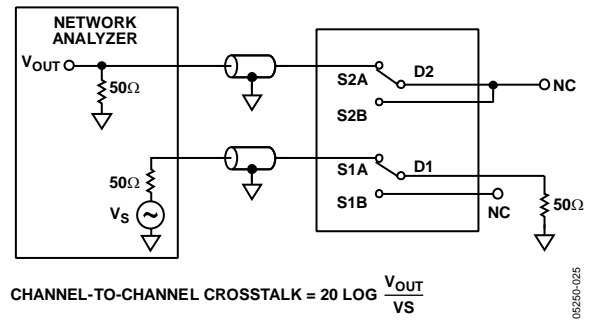 NETWORK
ANALYZER
VOUT
50Ω
50Ω
VS
S2A
D2
S2B
NC
S1A
D1
S1B
NC
50Ω
CHANNEL-TO-CHANNEL CROSSTALK = 20 LOG VOUT
VS
05250-025